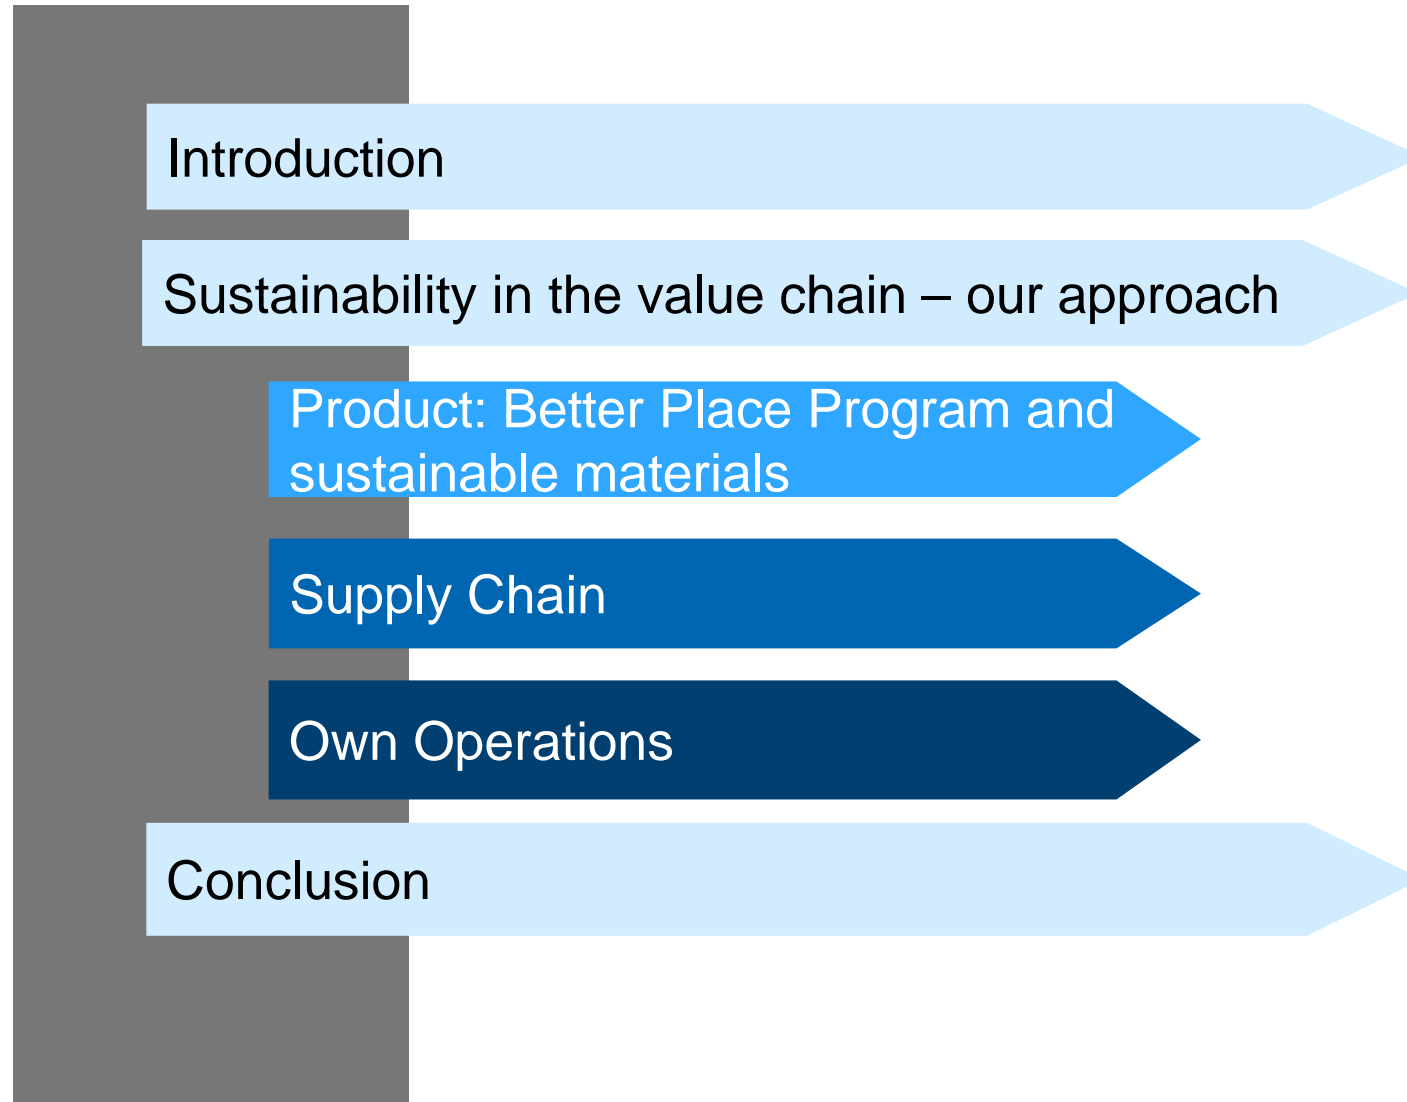 Introduction
Sustainability in the value chain – our approach
Product: Better Place Program and
sustainable materials
Supply Chain
Own Operations
Conclusion